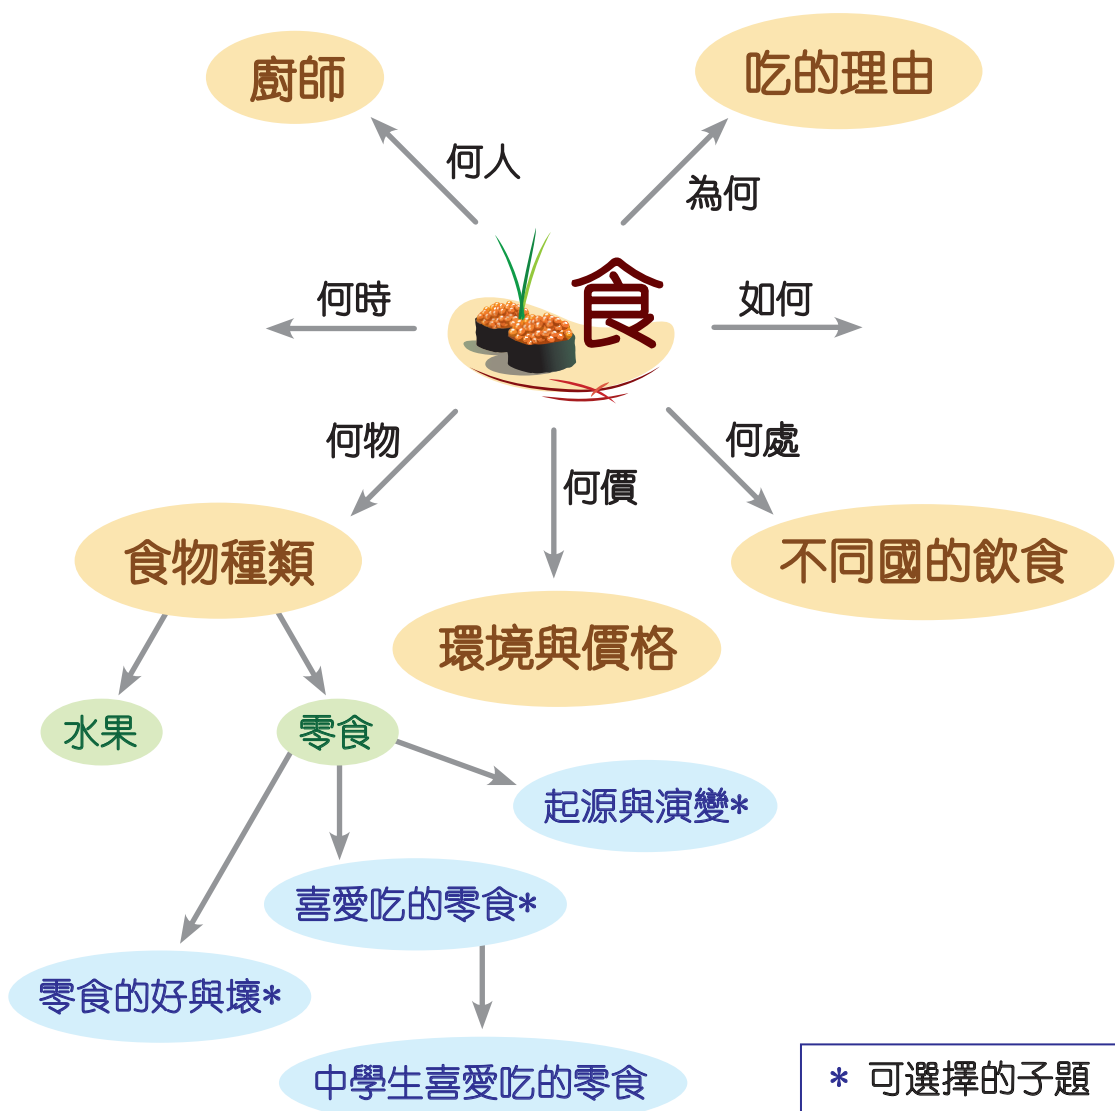 廚師
吃的理由
何人
為何
食
何時
如何
何物
何價
何處
食物種類
不同國的飲食
環境與價格
水果
零食
起源與演變*
喜愛吃的零食*
零食的好與壞*
中學生喜愛吃的零食
* 可選擇的子題